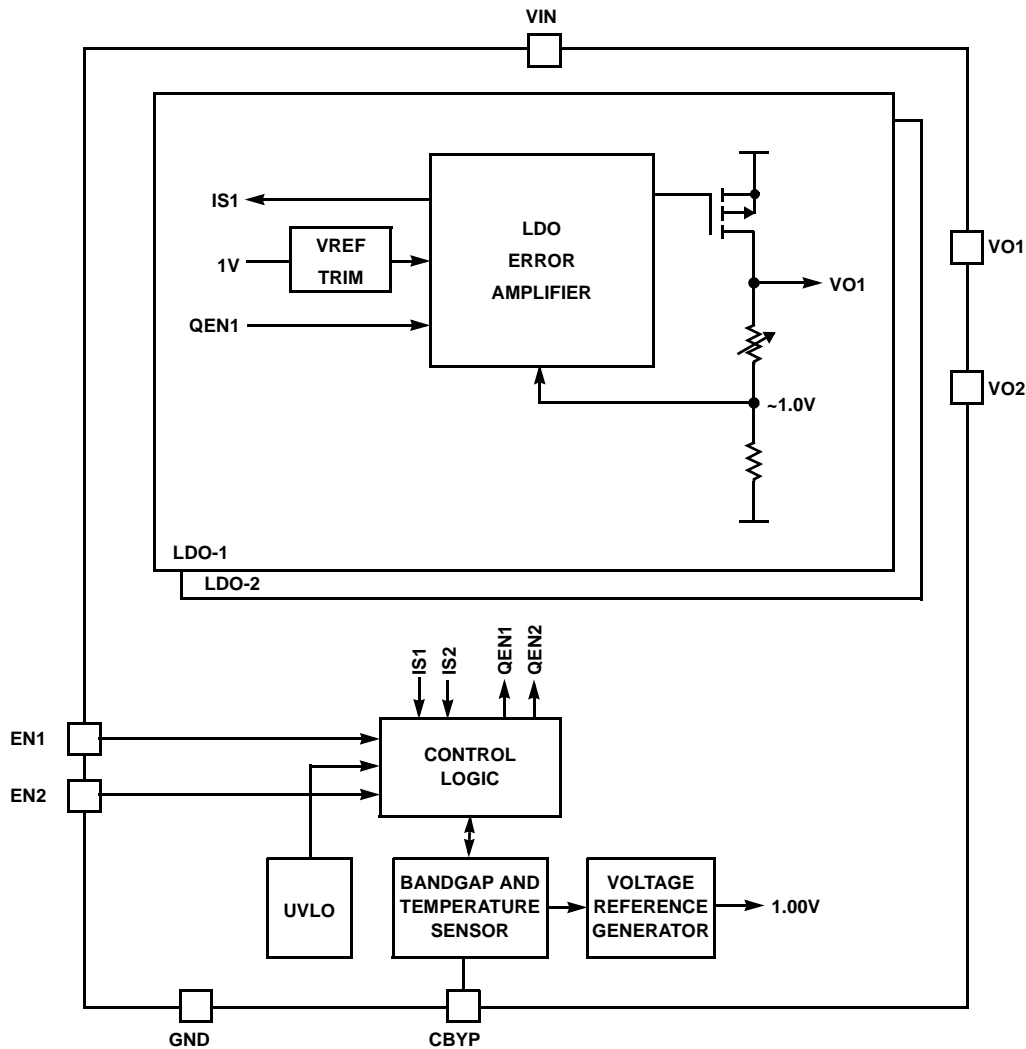 VIN
IS1
1V
VREF
TRIM
QEN1
LDO
ERROR
AMPLIFIER
VO1
~1.0V
VO1
VO2
LDO-1
LDO-2
IS1
IS2
QEN1
QEN2
EN1
EN2
CONTROL
LOGIC
UVLO
BANDGAP AND
TEMPERATURE
SENSOR
VOLTAGE
REFERENCE
GENERATOR
1.00V
GND
CBYP